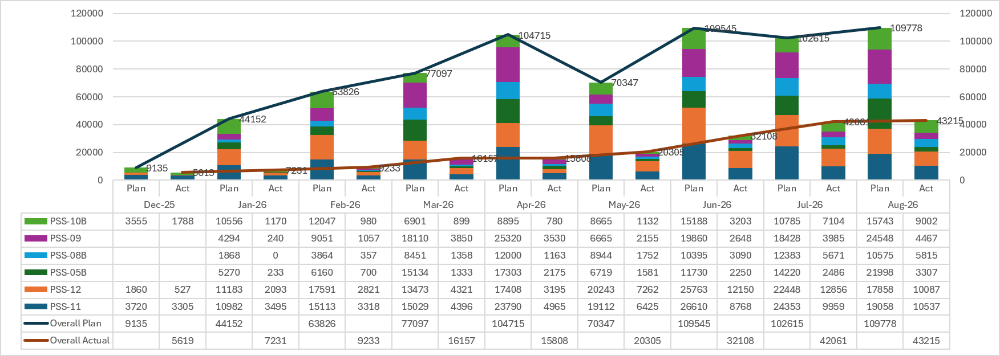 120000 120000
109545 109778
104715 102615
100000 100000
80000 80000
77097
70347
63826
60000 60000
44152
40000 42061 43215 40000
32108
20000 16157 15808 20305 20000
9135 5619 7231 9233
0 0
Plan Act Plan Act Plan Act Plan Act Plan Act Plan Act Plan Act Plan Act Plan Act
Dec-25 Jan-26 Feb-26 Mar-26 Apr-26 May-26 Jun-26 Jul-26 Aug-26
PSS-10B 3555 1788 10556 1170 12047 980 6901 899 8895 780 8665 1132 15188 3203 10785 7104 15743 9002
PSS-09 4294 240 9051 1057 18110 3850 25320 3530 6665 2155 19860 2648 18428 3985 24548 4467
PSS-08B 1868 0 3864 357 8451 1358 12000 1163 8944 1752 10395 3090 12383 5671 10575 5815
PSS-05B 5270 233 6160 700 15134 1333 17303 2175 6719 1581 11730 2250 14220 2486 21998 3307
PSS-12 1860 527 11183 2093 17591 2821 13473 4321 17408 3195 20243 7262 25763 12150 22448 12856 17858 10087
PSS-11 3720 3305 10982 3495 15113 3318 15029 4396 23790 4965 19112 6425 26610 8768 24353 9959 19058 10537
Overall Plan 9135 44152 63826 77097 104715 70347 109545 102615 109778
Overall Actual 5619 7231 9233 16157 15808 20305 32108 42061 43215